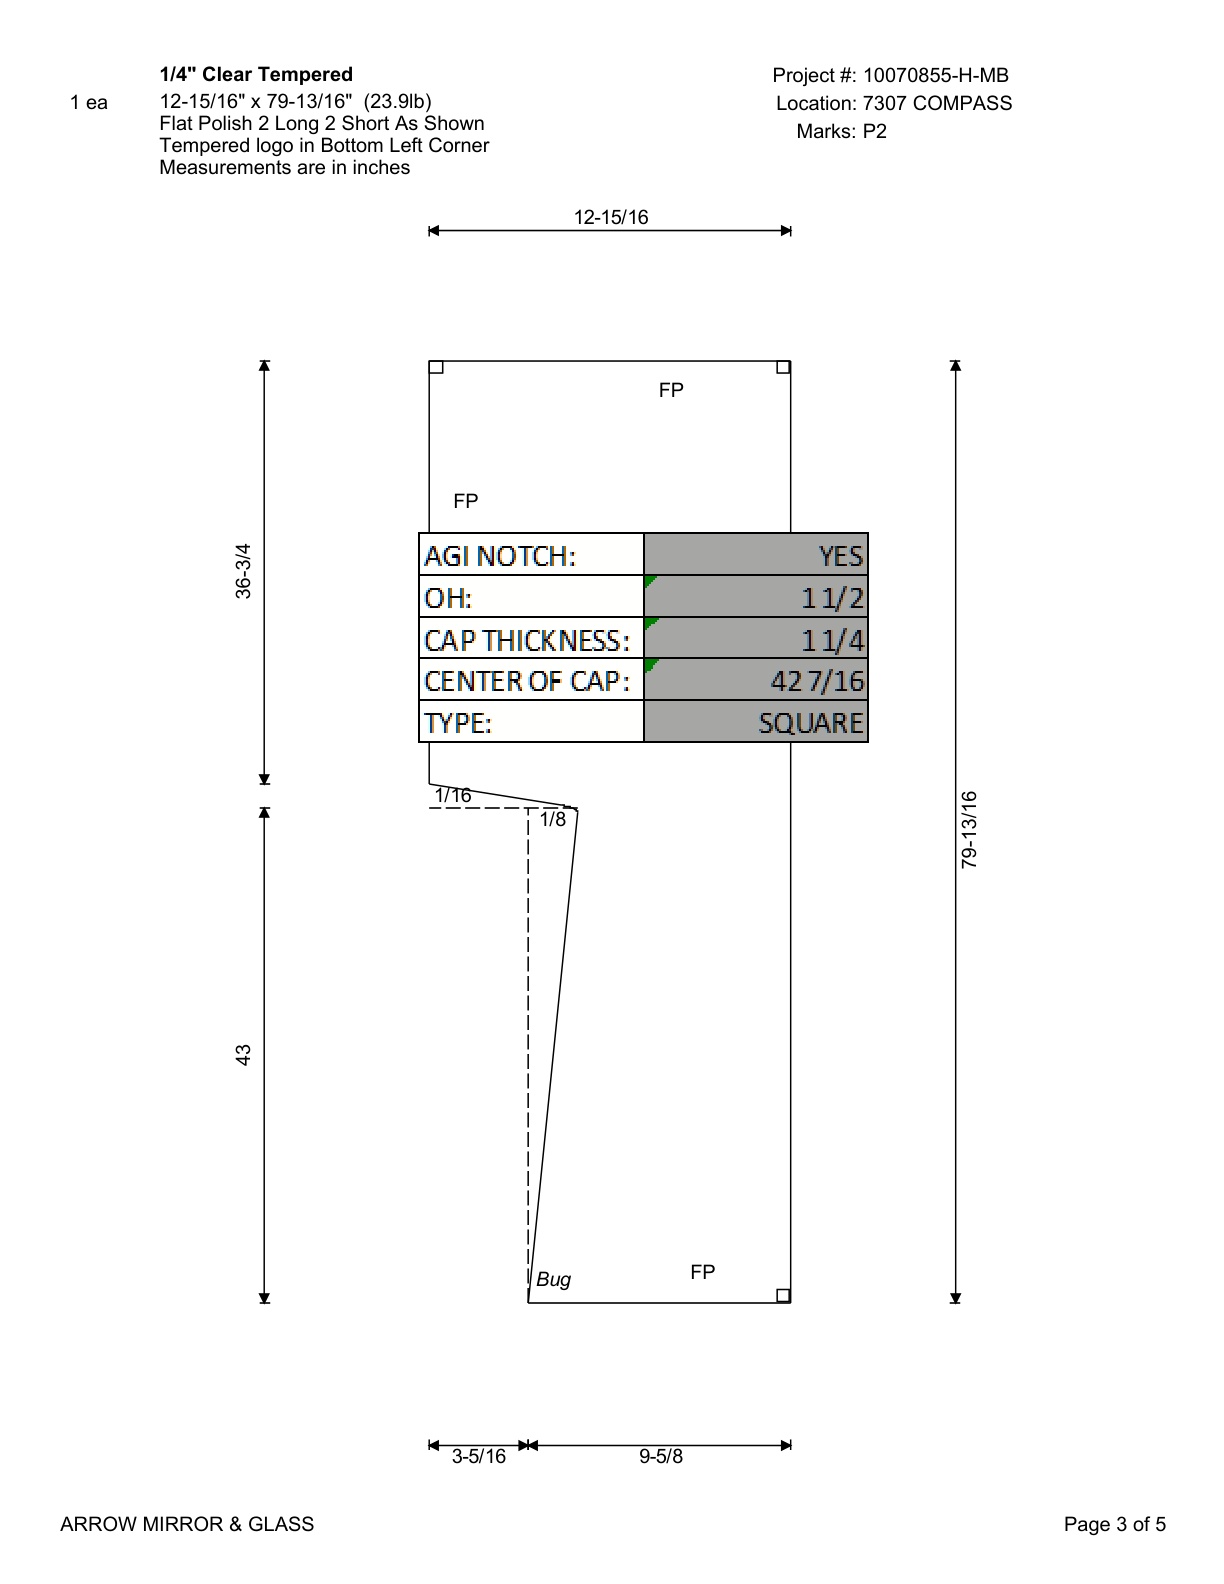 1/4" Clear Tempered
1 ea
12-15/16" x 79-13/16"  (23.9lb)
Flat Polish 2 Long 2 Short As Shown
Tempered logo in Bottom Left Corner
Measurements are in inches
Project #: 10070855-H-MB
Location: 7307 COMPASS
Marks: P2
12-15/16
FP
FP
36-3/4
AGI NOTCH: YES
OH: 1 1/2
CAP THICKNESS: 1 1/4
CENTER OF CAP: 42 7/16
TYPE: SQUARE
1/16
1/8
79-13/16
43
Bug
FP
3-5/16
9-5/8
ARROW MIRROR & GLASS
Page 3 of 5